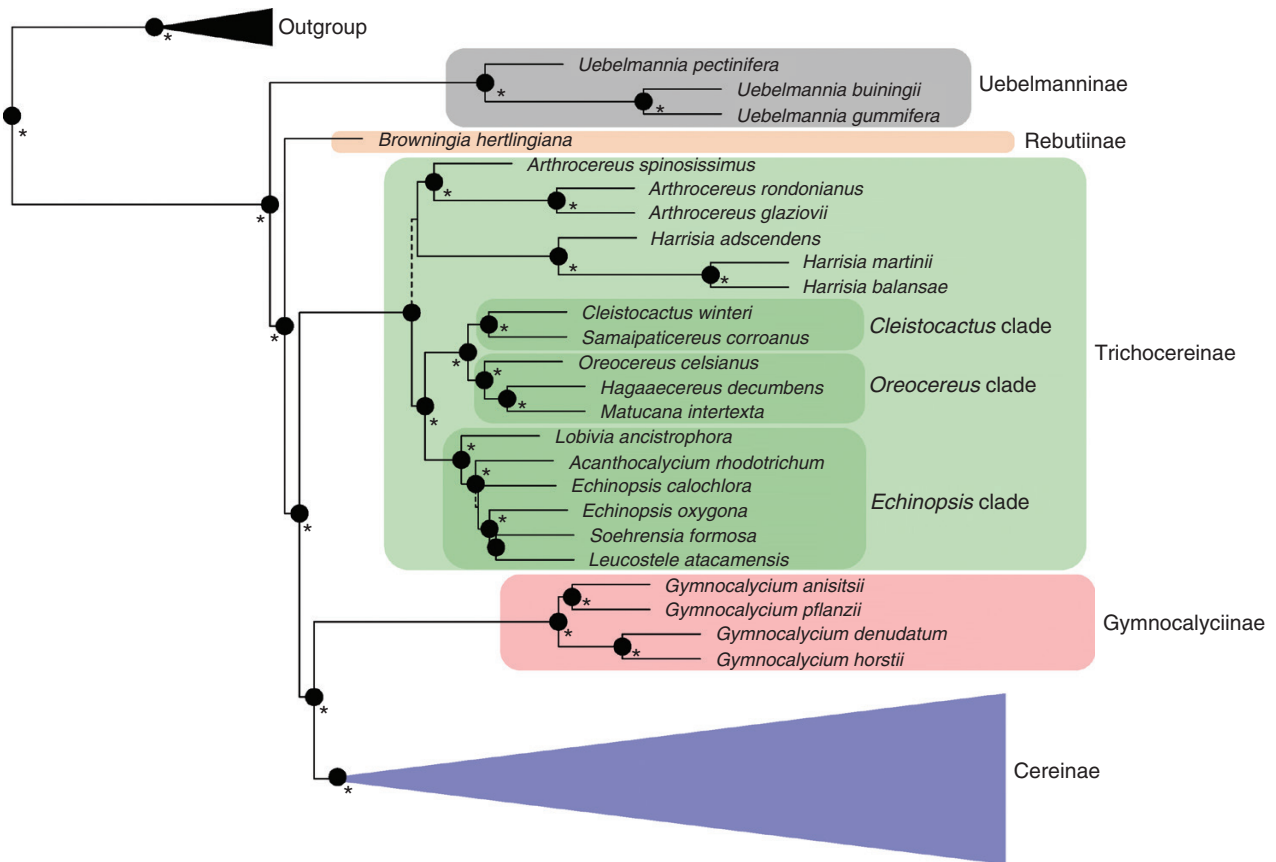 Outgroup
*
*
Uebelmannia pectinifera
Uebelmannia buiningii
Uebelmannia gummifera
*
*
Uebelmanninae
Browningia hertlingiana
Rebutiinae
*
*
Arthrocereus spinosissimus
Arthrocereus rondonianus
Arthrocereus glaziovii
*
*
Harrisia adscendens
Harrisia martinii
Harrisia balansae
*
*
Cleistocactus winteri
Samaipaticereus corroanus
*
*
Cleistocactus clade
Oreocereus celsianus
Hagaaecereus decumbens
Matucana intertexta
*
*
*
Oreocereus clade
Trichocereinae
Lobivia ancistrophora
Acanthocalycium rhodotrichum
Echinopsis calochlora
Echinopsis oxygona
Soehrensia formosa
Leucostele atacamensis
*
*
*
Echinopsis clade
*
Gymnocalycium anisitsii
Gymnocalycium pflanzii
Gymnocalycium denudatum
Gymnocalycium horstii
*
*
*
Gymnocalyciinae
*
*
Cereinae